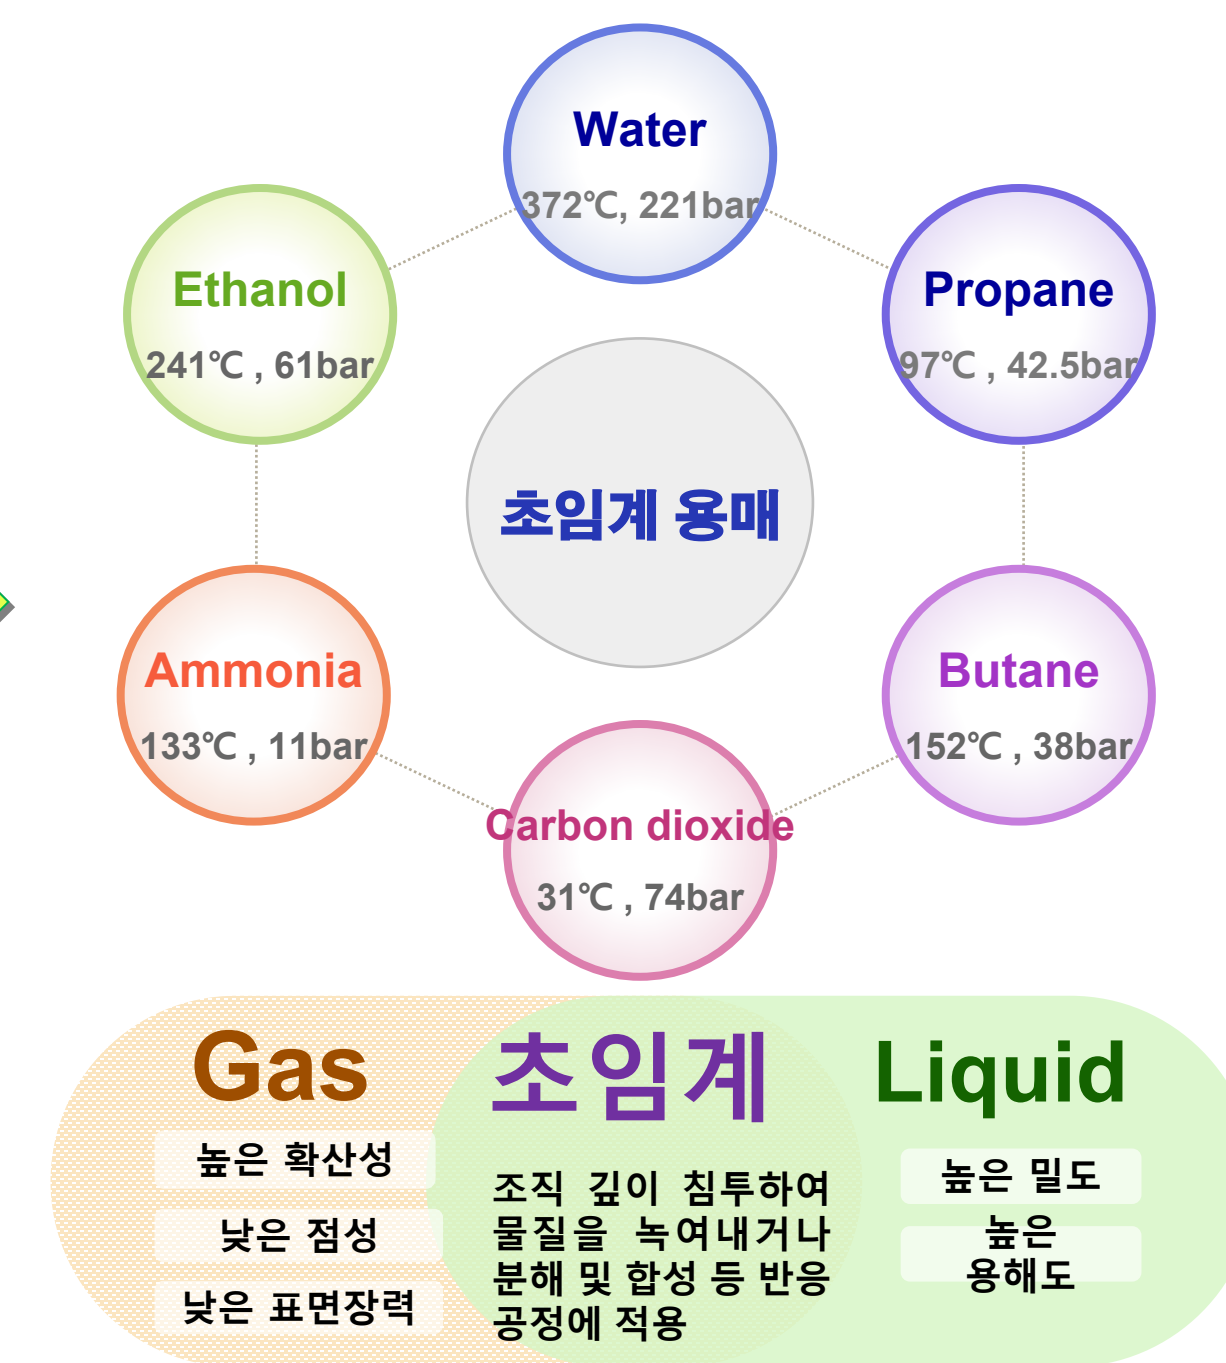 Water
372℃, 221bar
Ethanol
241℃ , 61bar
Propane
97℃ , 42.5bar
초임계 용매
Ammonia
133℃ , 11bar
Butane
152℃ , 38bar
Carbon dioxide
31℃ , 74bar
Gas
높은 확산성
낮은 점성
낮은 표면장력
초임계
조직 깊이 침투하여
물질을 녹여내거나
분해 및 합성 등 반응
공정에 적용
Liquid
높은 밀도
높은
용해도